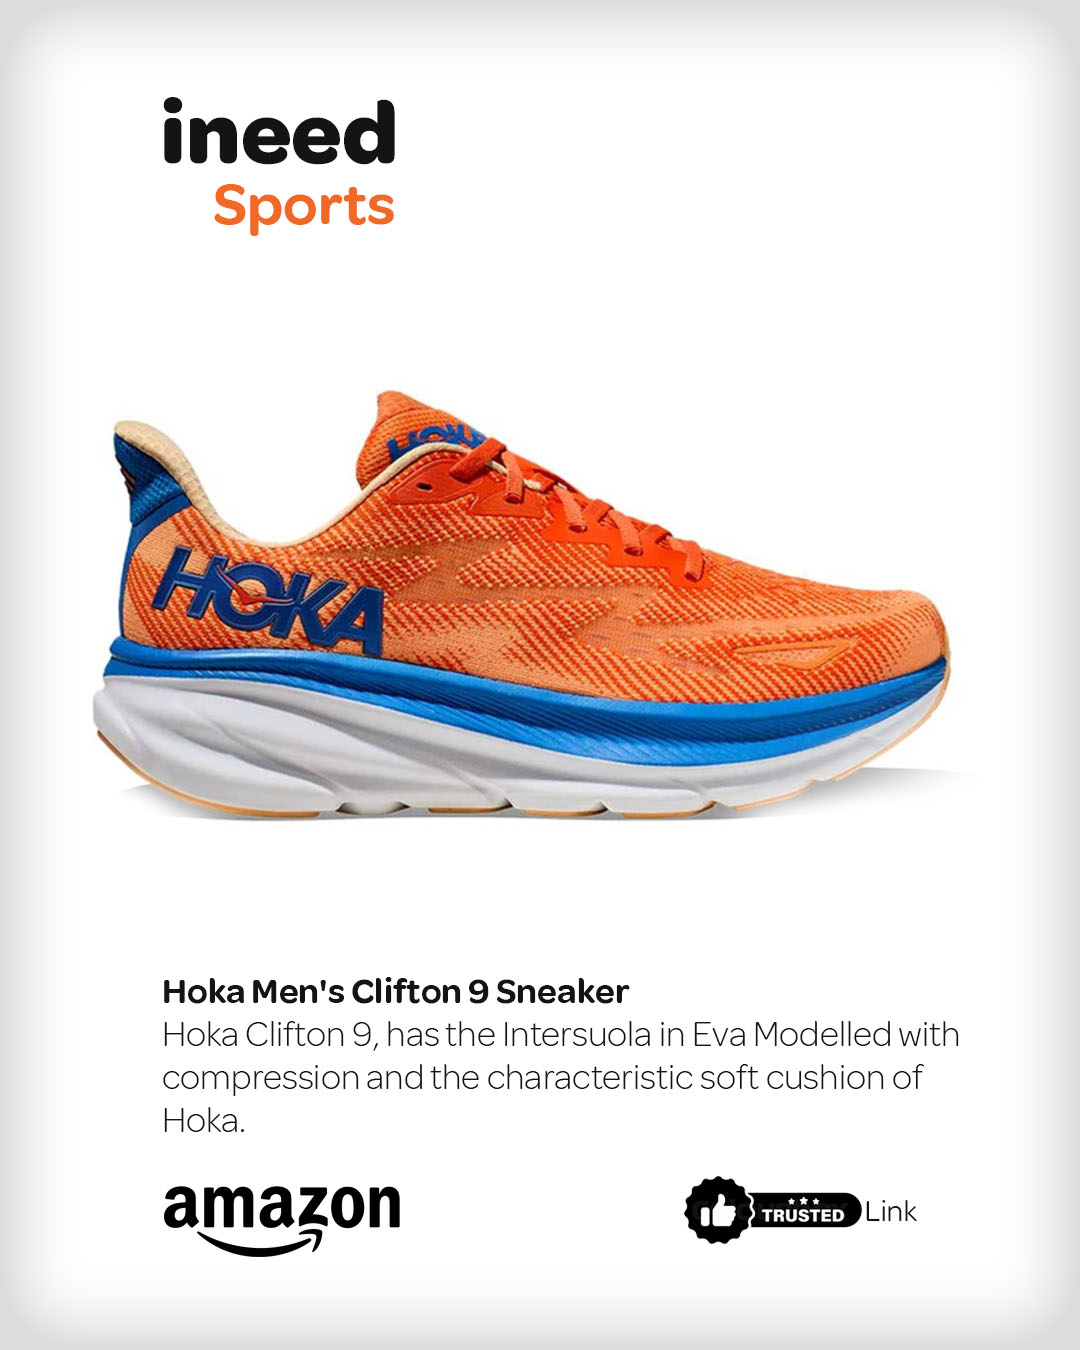 ineed
Sports
HOKA
HOKA
Hoka Men's Clifton 9 Sneaker
Hoka Clifton 9, has the Intersuola in Eva Modelled with
compression and the characteristic soft cushion of
Hoka.
amazon
TRUSTED Link